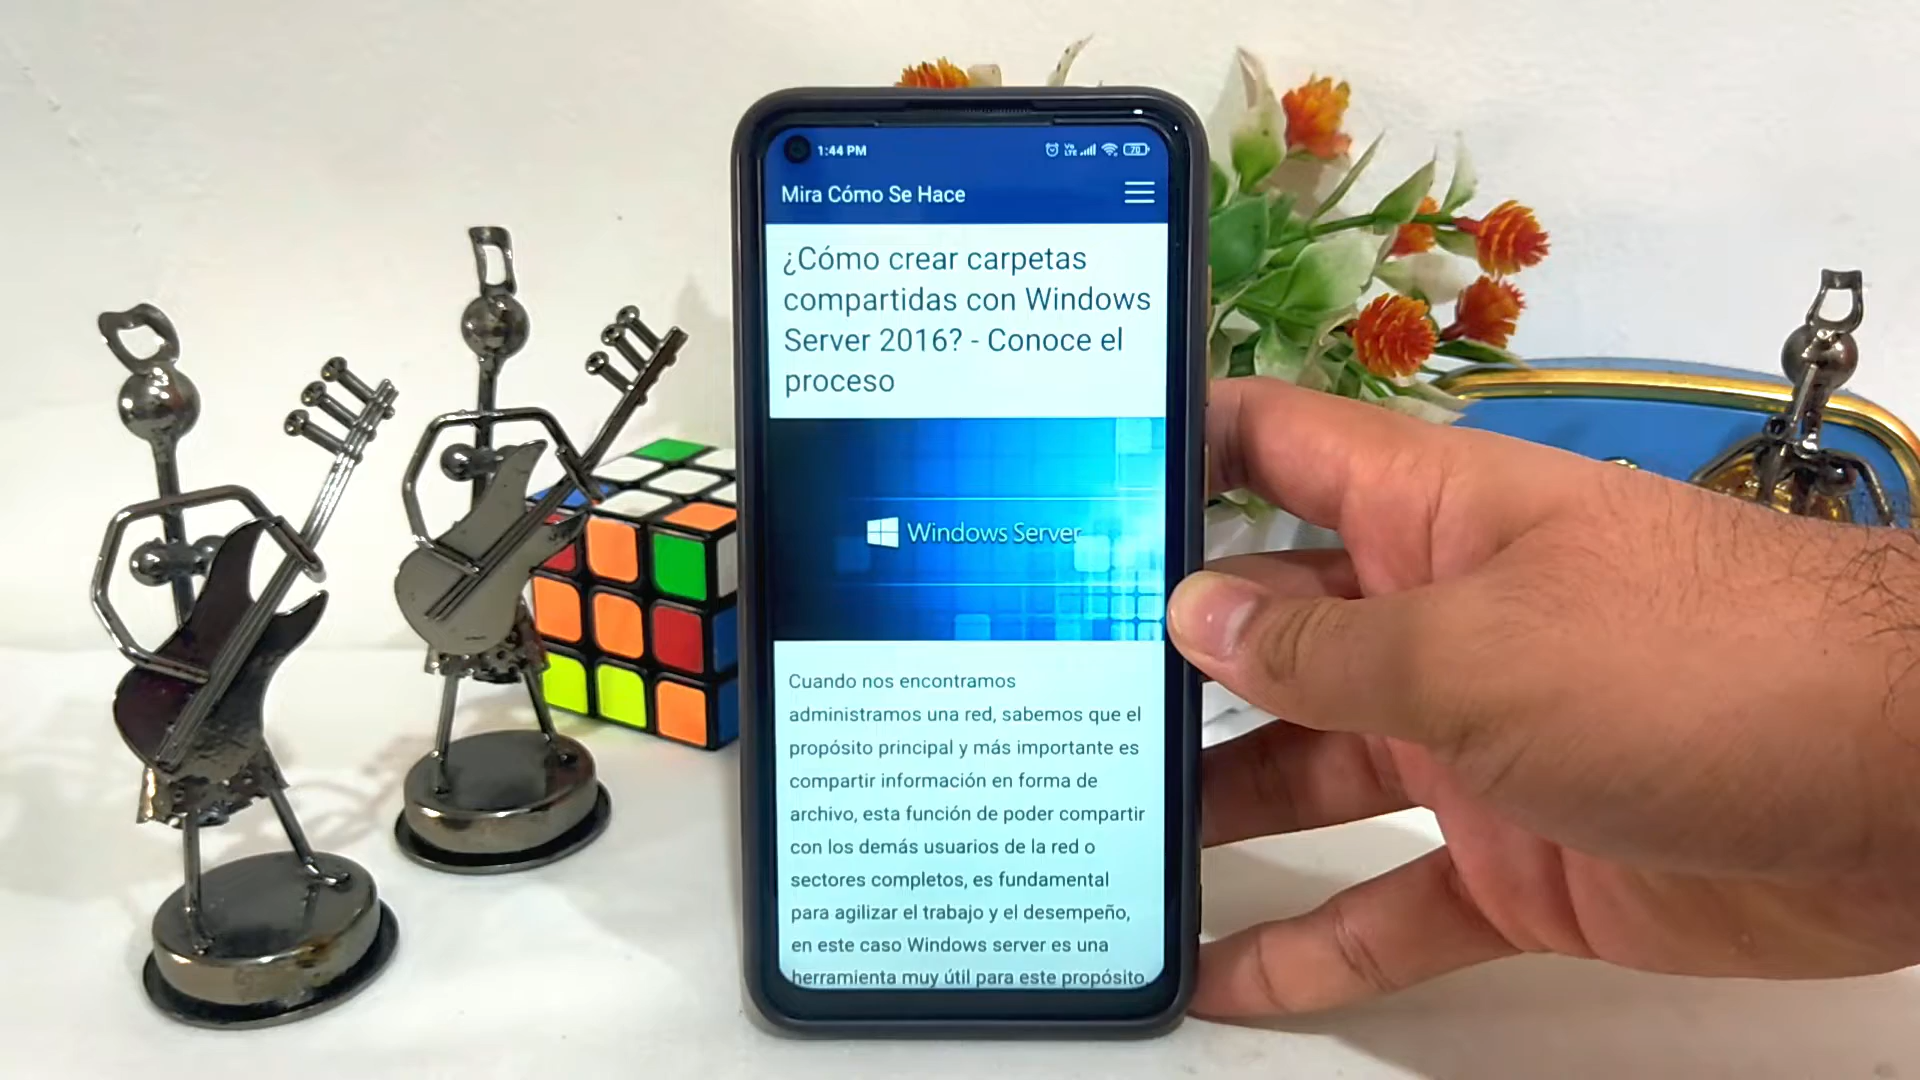 1:44 PM
Vo
LTE
70
Mira Cómo Se Hace
¿Cómo crear carpetas
compartidas con Windows
Server 2016? - Conoce el
proceso
Windows Server
Cuando nos encontramos
administramos una red, sabemos que el
propósito principal y más importante es
compartir información en forma de
archivo, esta función de poder compartir
con los demás usuarios de la red o
sectores completos, es fundamental
para agilizar el trabajo y el desempeño,
en este caso Windows server es una
herramienta muy útil para este propósito